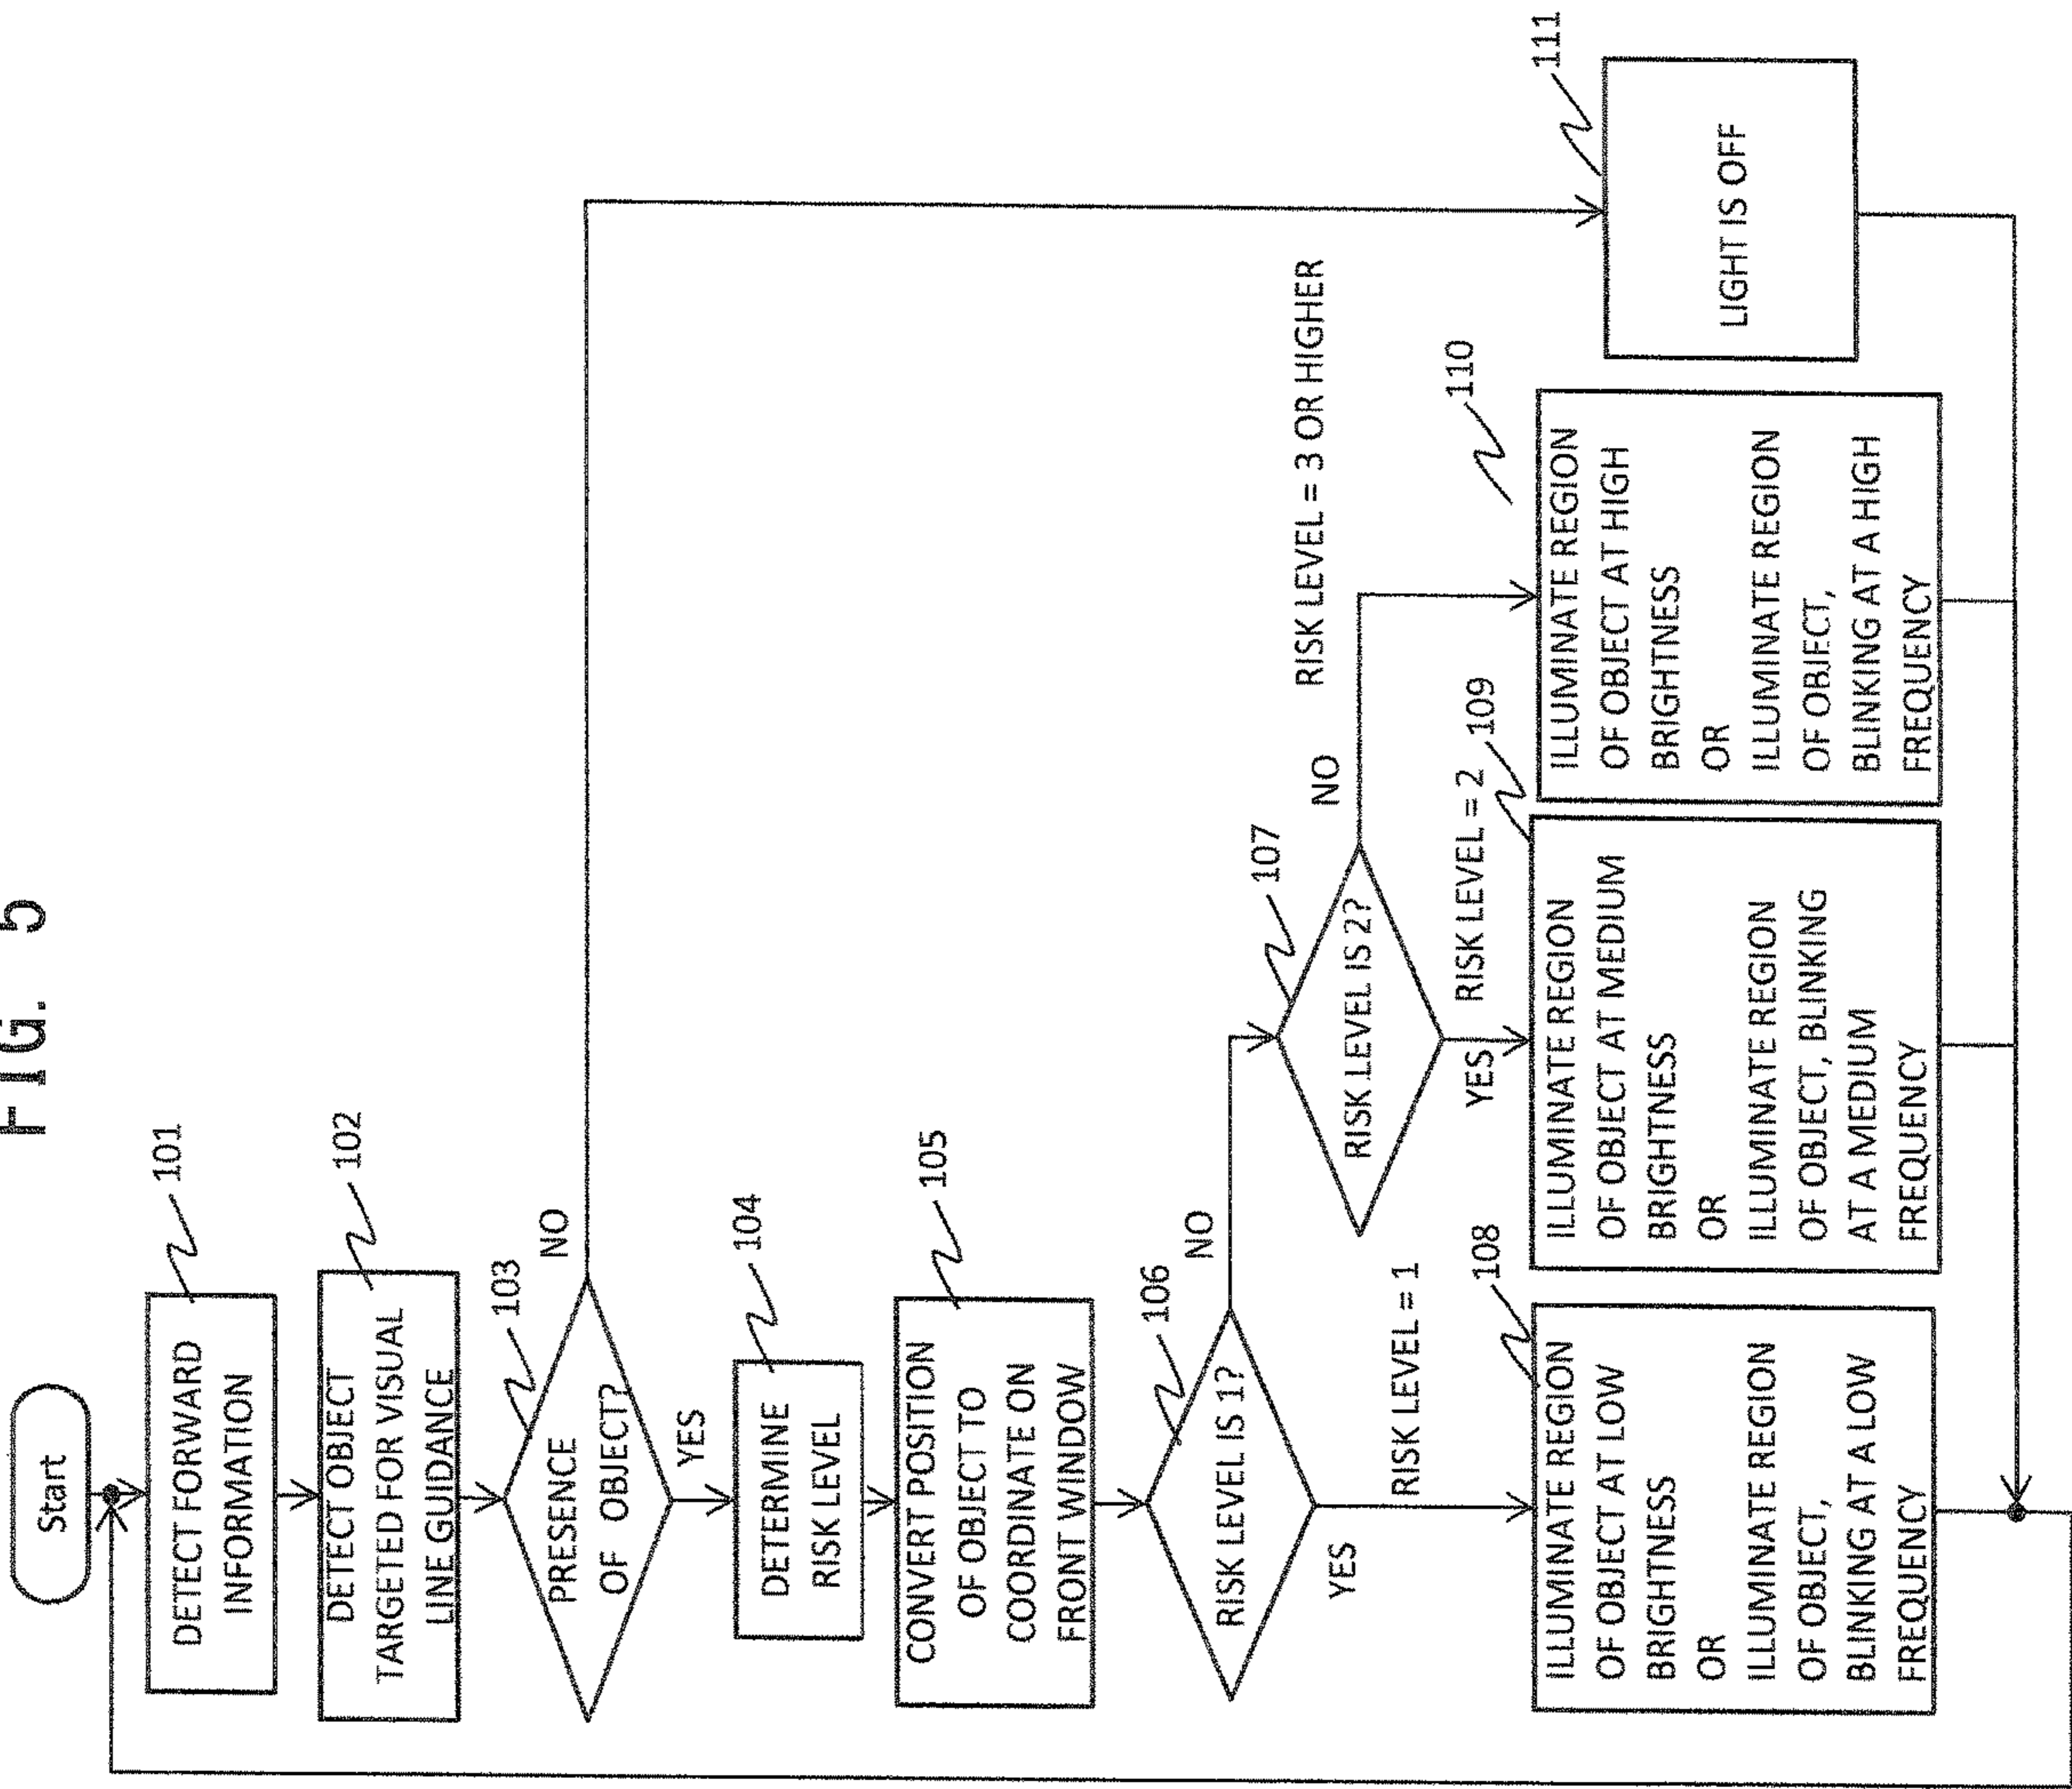 FIG. 5
Start
101
DETECT FORWARD
INFORMATION
102
DETECT OBJECT
TARGETED FOR VISUAL
LINE GUIDANCE
103
PRESENCE
OF OBJECT?
NO
YES
104
DETERMINE
RISK LEVEL
105
CONVERT POSITION
OF OBJECT TO
COORDINATE ON
FRONT WINDOW
106
RISK LEVEL IS 1?
NO
YES
RISK LEVEL = 1
107
RISK LEVEL IS 2?
NO
YES
RISK LEVEL = 2
RISK LEVEL = 3 OR HIGHER
108
ILLUMINATE REGION
OF OBJECT AT LOW
BRIGHTNESS
OR
ILLUMINATE REGION
OF OBJECT,
BLINKING AT A LOW
FREQUENCY
109
ILLUMINATE REGION
OF OBJECT AT MEDIUM
BRIGHTNESS
OR
ILLUMINATE REGION
OF OBJECT, BLINKING
AT A MEDIUM
FREQUENCY
110
ILLUMINATE REGION
OF OBJECT AT HIGH
BRIGHTNESS
OR
ILLUMINATE REGION
OF OBJECT,
BLINKING AT A HIGH
FREQUENCY
111
LIGHT IS OFF